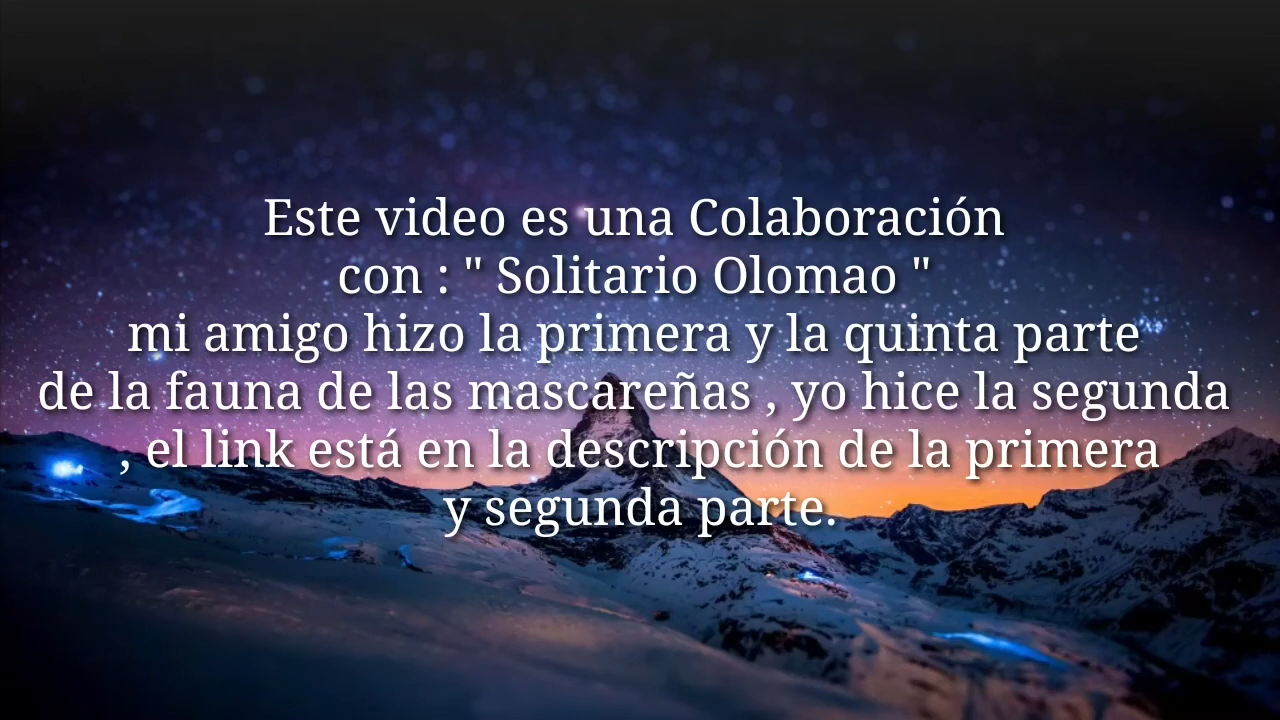 Este video es una Colaboración
con : " Solitario Olomao "
mi amigo hizo la primera y la quinta parte
de la fauna de las mascareñas , yo hice la segunda
, el link está en la descripción de la primera
y segunda parte.